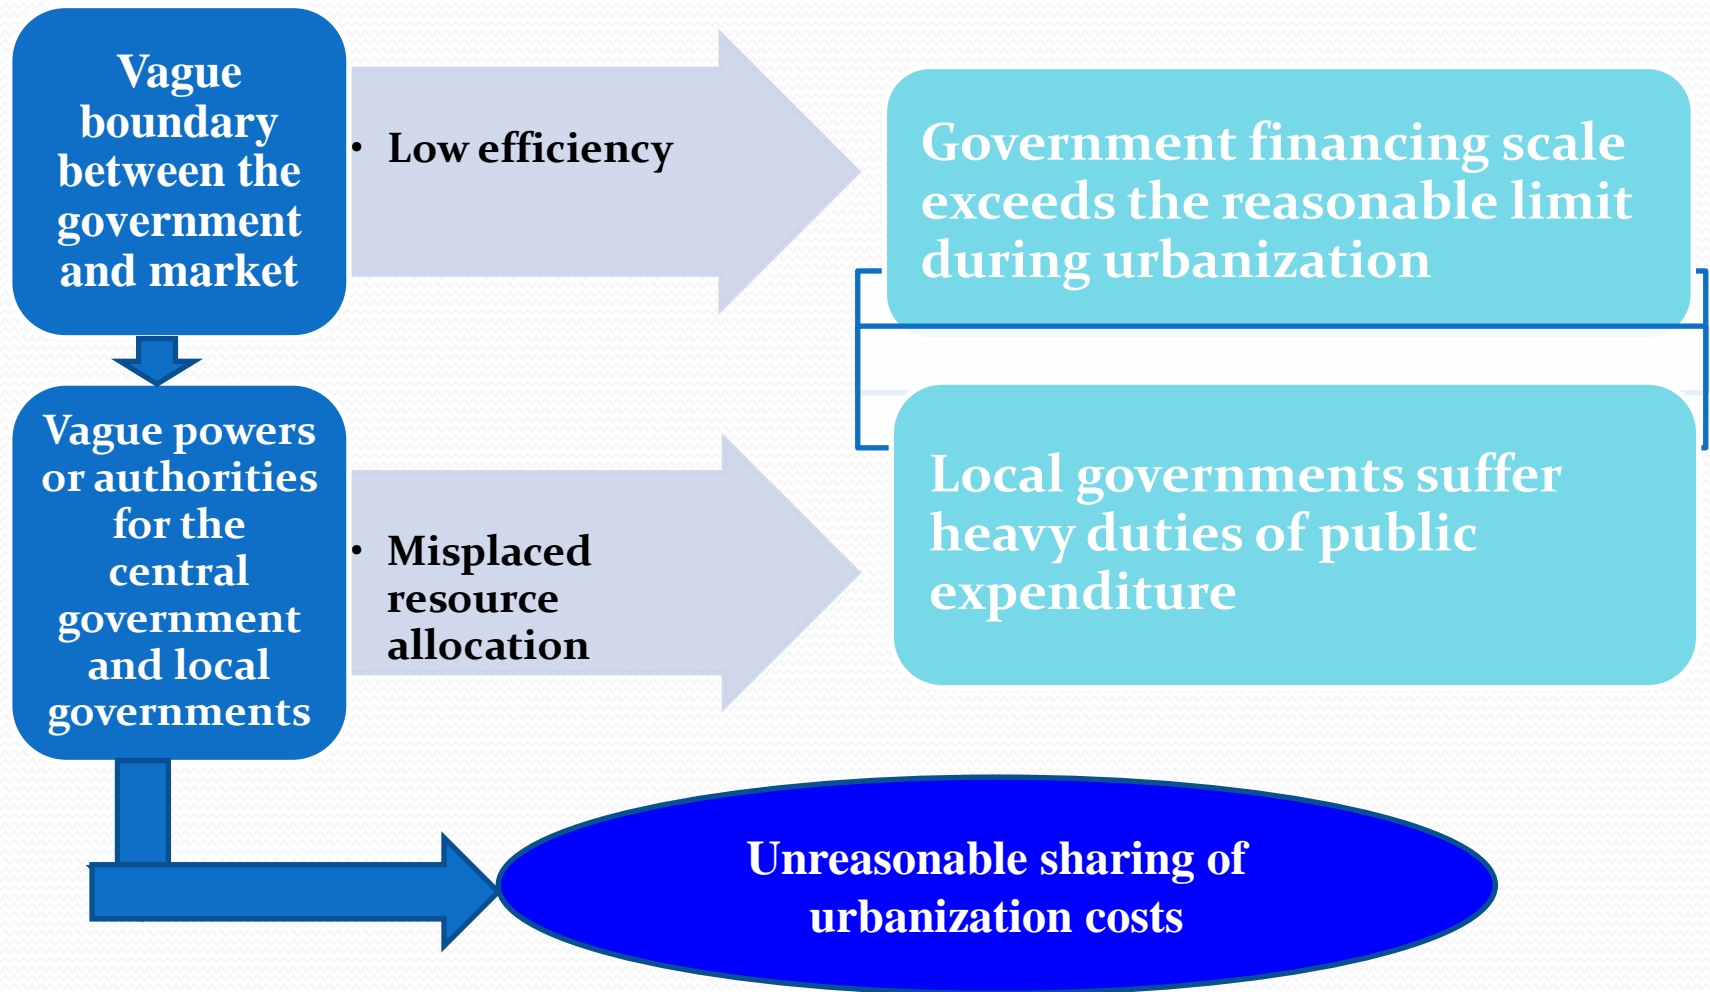 Vague
boundary
between the
government
and market
• Low efficiency
Government financing scale
exceeds the reasonable limit
during urbanization
Vague powers
or authorities
for the
central
government
and local
governments
• Misplaced
resource
allocation
Local governments suffer
heavy duties of public
expenditure
Unreasonable sharing of
urbanization costs